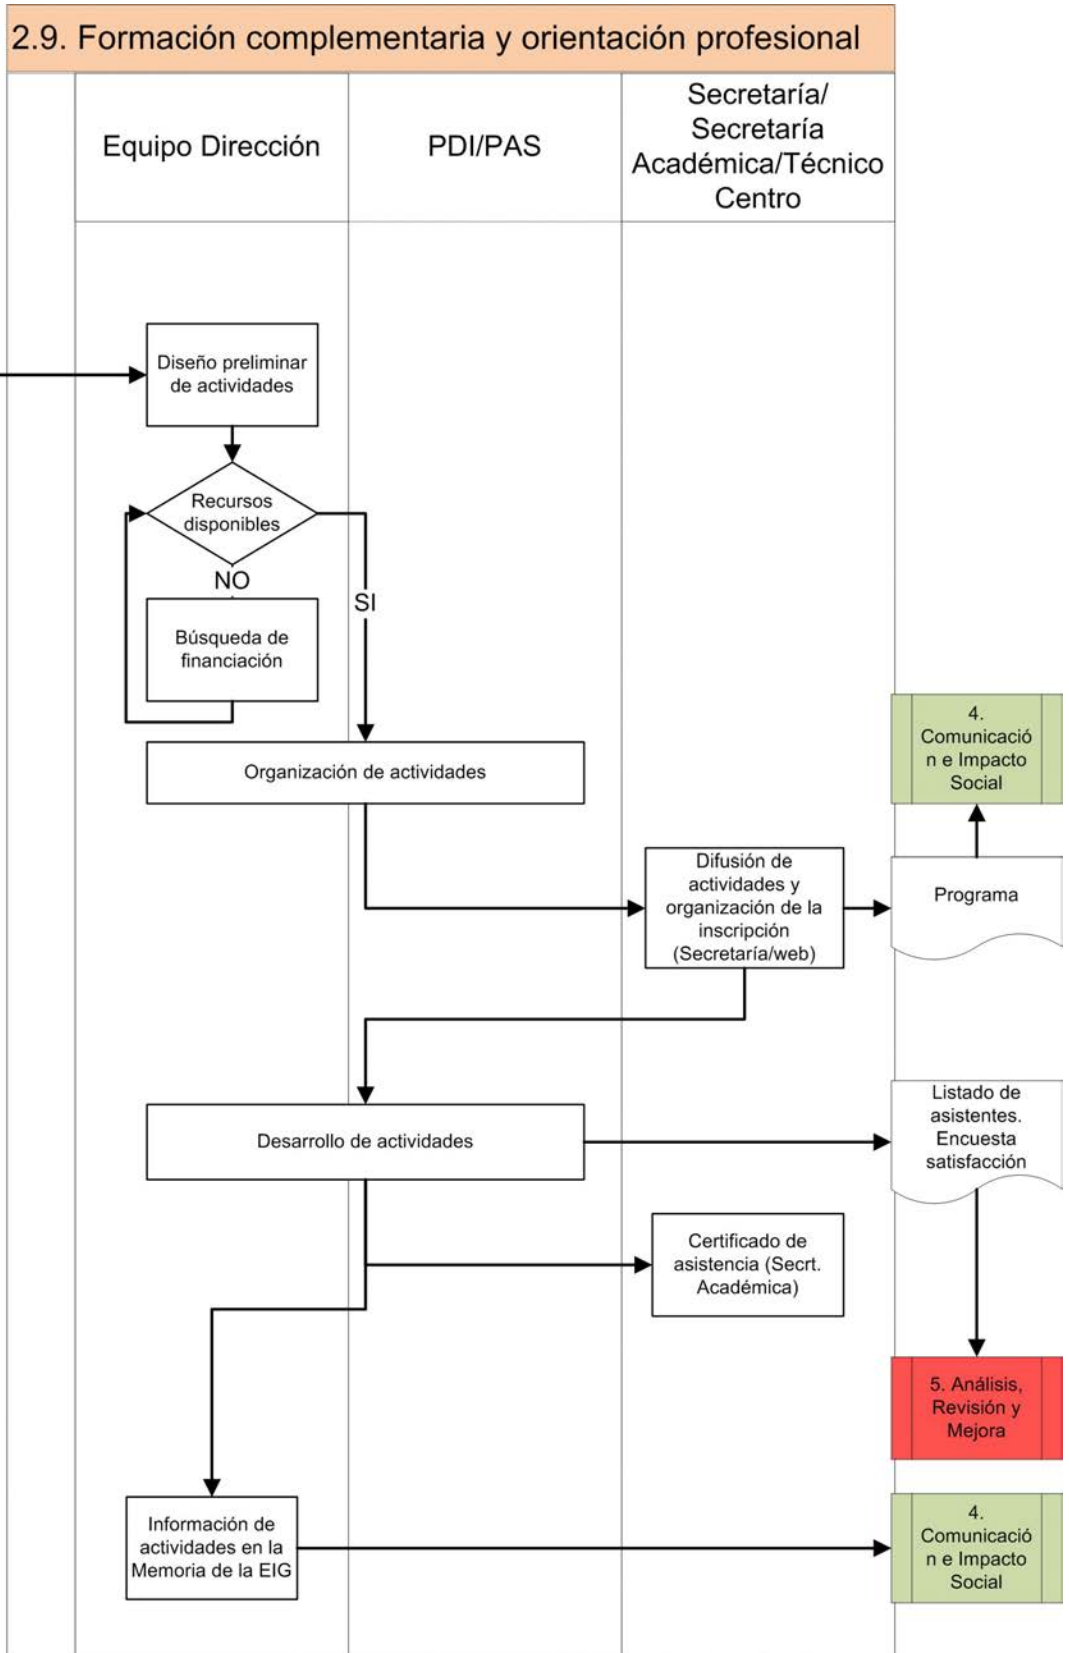 2.9. Formación complementaria y orientación profesional
Equipo Dirección
PDI/PAS
Secretaría/
Secretaría
Académica/Técnico
Centro
Diseño preliminar
de actividades
Recursos
disponibles
NO
SI
Búsqueda de
financiación
Organización de actividades
4.
Comunicació
n e Impacto
Social
Difusión de
actividades y
organización de la
inscripción
(Secretaría/web)
Programa
Desarrollo de actividades
Listado de
asistentes.
Encuesta
satisfacción
Certificado de
asistencia (Secrt.
Académica)
5. Análisis,
Revisión y
Mejora
Información de
actividades en la
Memoria de la EIG
4.
Comunicació
n e Impacto
Social